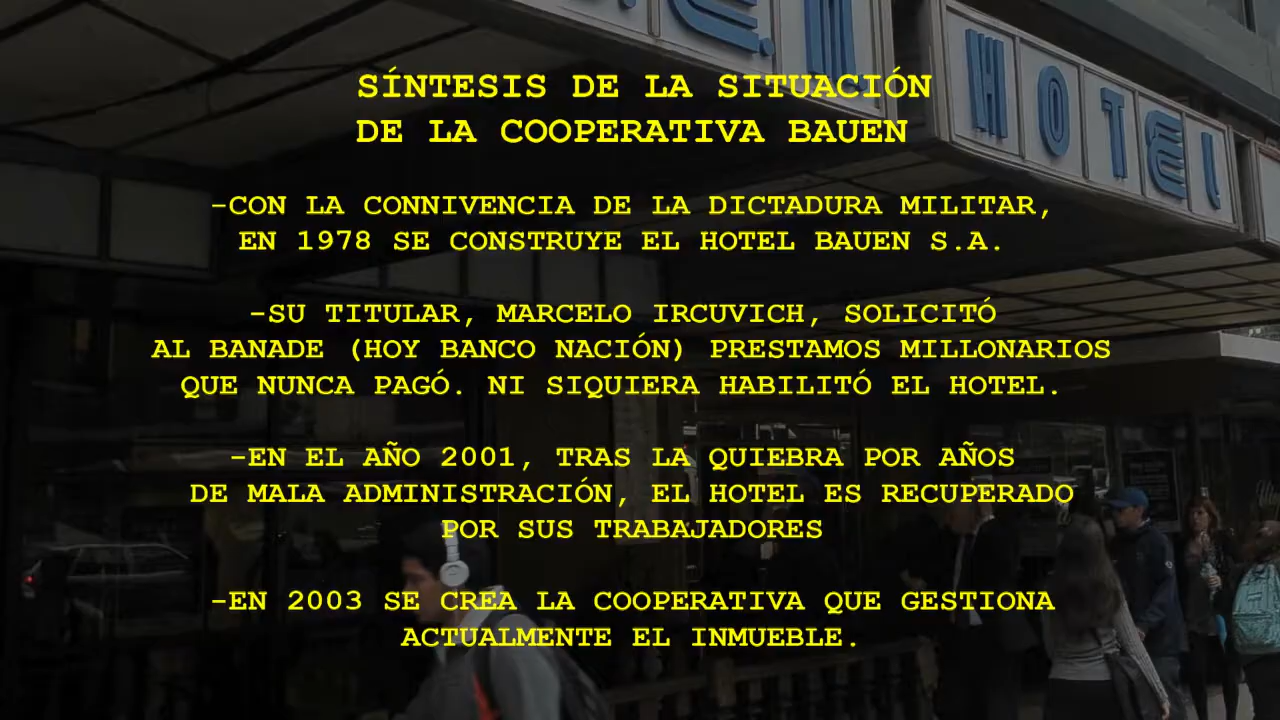 SÍNTESIS DE LA SITUACIÓN
DE LA COOPERATIVA BAUEN
-CON LA CONNIVENCIA DE LA DICTADURA MILITAR,
EN 1978 SE CONSTRUYE EL HOTEL BAUEN S.A.
-SU TITULAR, MARCELO IRCUVICH, SOLICITÓ
AL BANADE (HOY BANCO NACIÓN) PRESTAMOS MILLONARIOS
QUE NUNCA PAGÓ. NI SIQUIERA HABILITÓ EL HOTEL.
-EN EL AÑO 2001, TRAS LA QUIEBRA POR AÑOS
DE MALA ADMINISTRACIÓN, EL HOTEL ES RECUPERADO
POR SUS TRABAJADORES
-EN 2003 SE CREA LA COOPERATIVA QUE GESTIONA
ACTUALMENTE EL INMUEBLE.
HOTEL